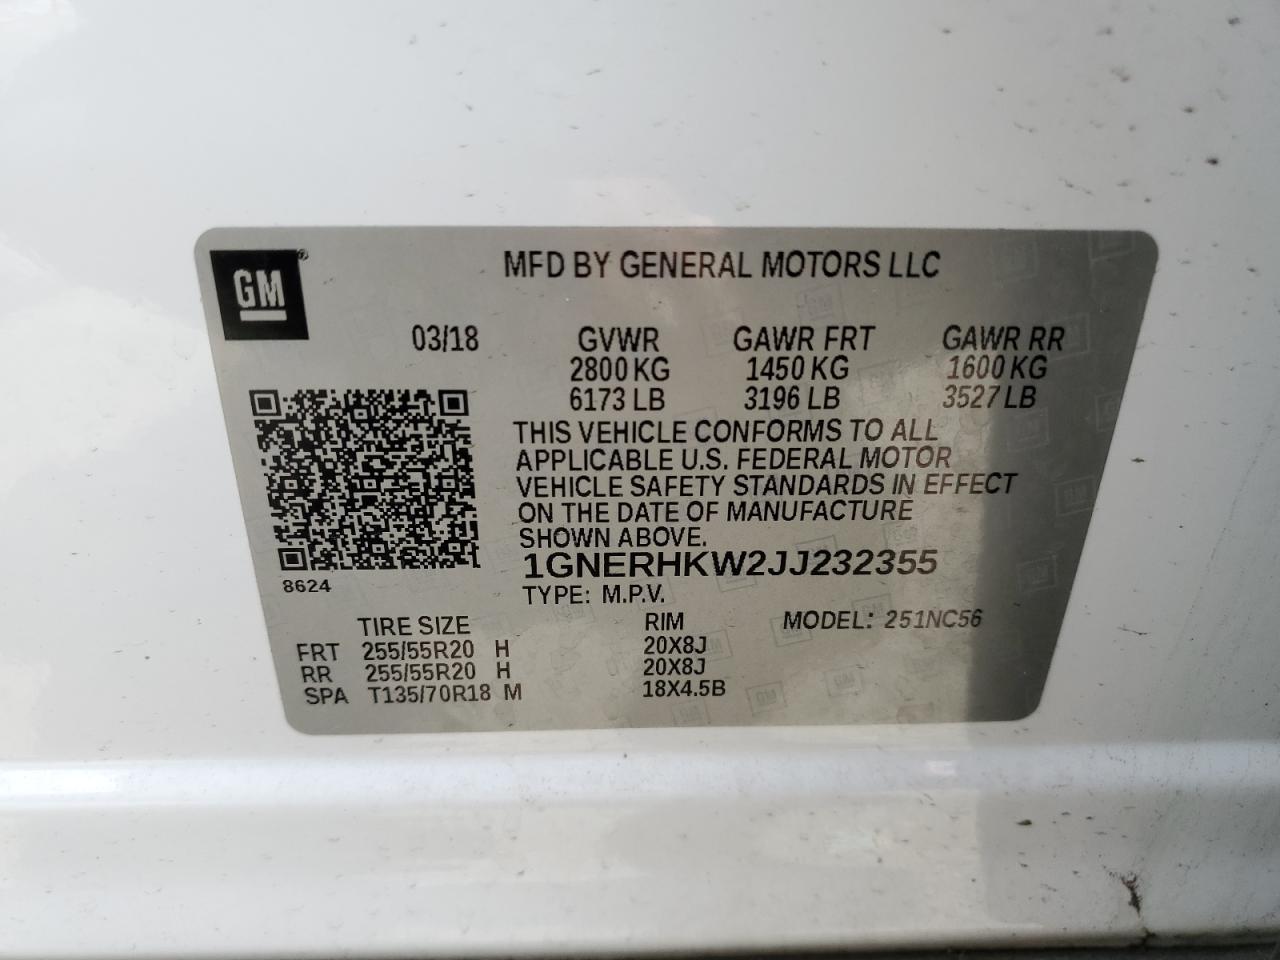 GM
MFD BY GENERAL MOTORS LLC
03/18 GVWR GAWR FRT GAWR RR
2800 KG 1450 KG 1600 KG
6173 LB 3196 LB 3527 LB
THIS VEHICLE CONFORMS TO ALL
APPLICABLE U.S. FEDERAL MOTOR
VEHICLE SAFETY STANDARDS IN EFFECT
ON THE DATE OF MANUFACTURE
SHOWN ABOVE.
1GNERHKW2JJ232355
8624
TYPE: M.P.V.
TIRE SIZE RIM MODEL: 251NC56
FRT 255/55R20 H 20X8J
RR 255/55R20 H 20X8J
SPA T135/70R18 M 18X4.5B